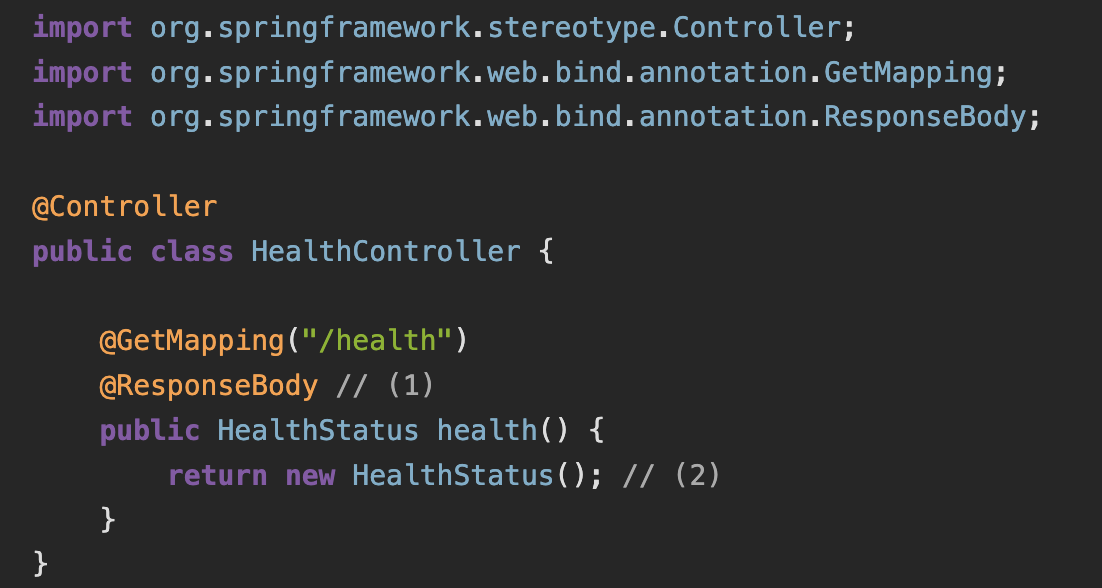 import org.springframework.stereotype.Controller;
import org.springframework.web.bind.annotation.GetMapping;
import org.springframework.web.bind.annotation.ResponseBody;

@Controller
public class HealthController {

    @GetMapping("/health")
    @ResponseBody // (1)
    public HealthStatus health() {
        return new HealthStatus(); // (2)
    }
}